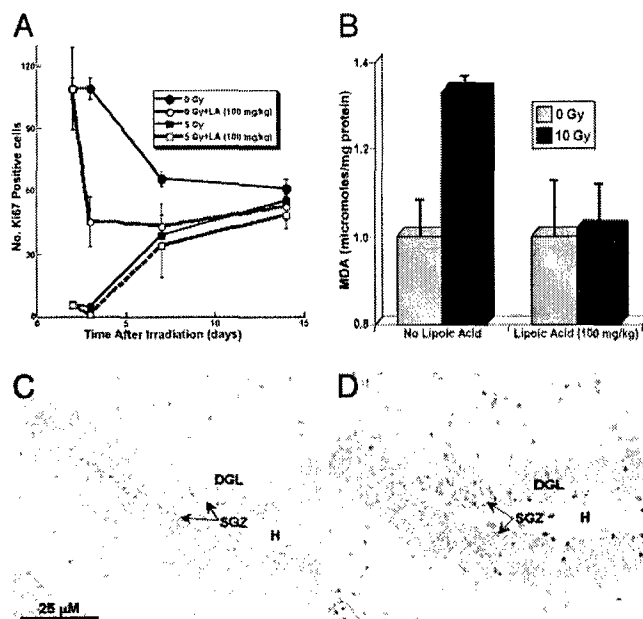 A
No. Ki67 Positive cells
120
90
60
30
0
0
5
10
15
Time After Irradiation (days)
0 Gy
0 Gy+LA (100 mg/kg)
5 Gy
5 Gy+LA (100 mg/kg)
B
MDA (micromoles/mg protein)
1.4
1.2
1.0
0.8
0 Gy
10 Gy
No Lipoic Acid
Lipoic Acid (100 mg/kg)
C
DGL
SGZ
H
25 µM
D
DGL
SGZ
H